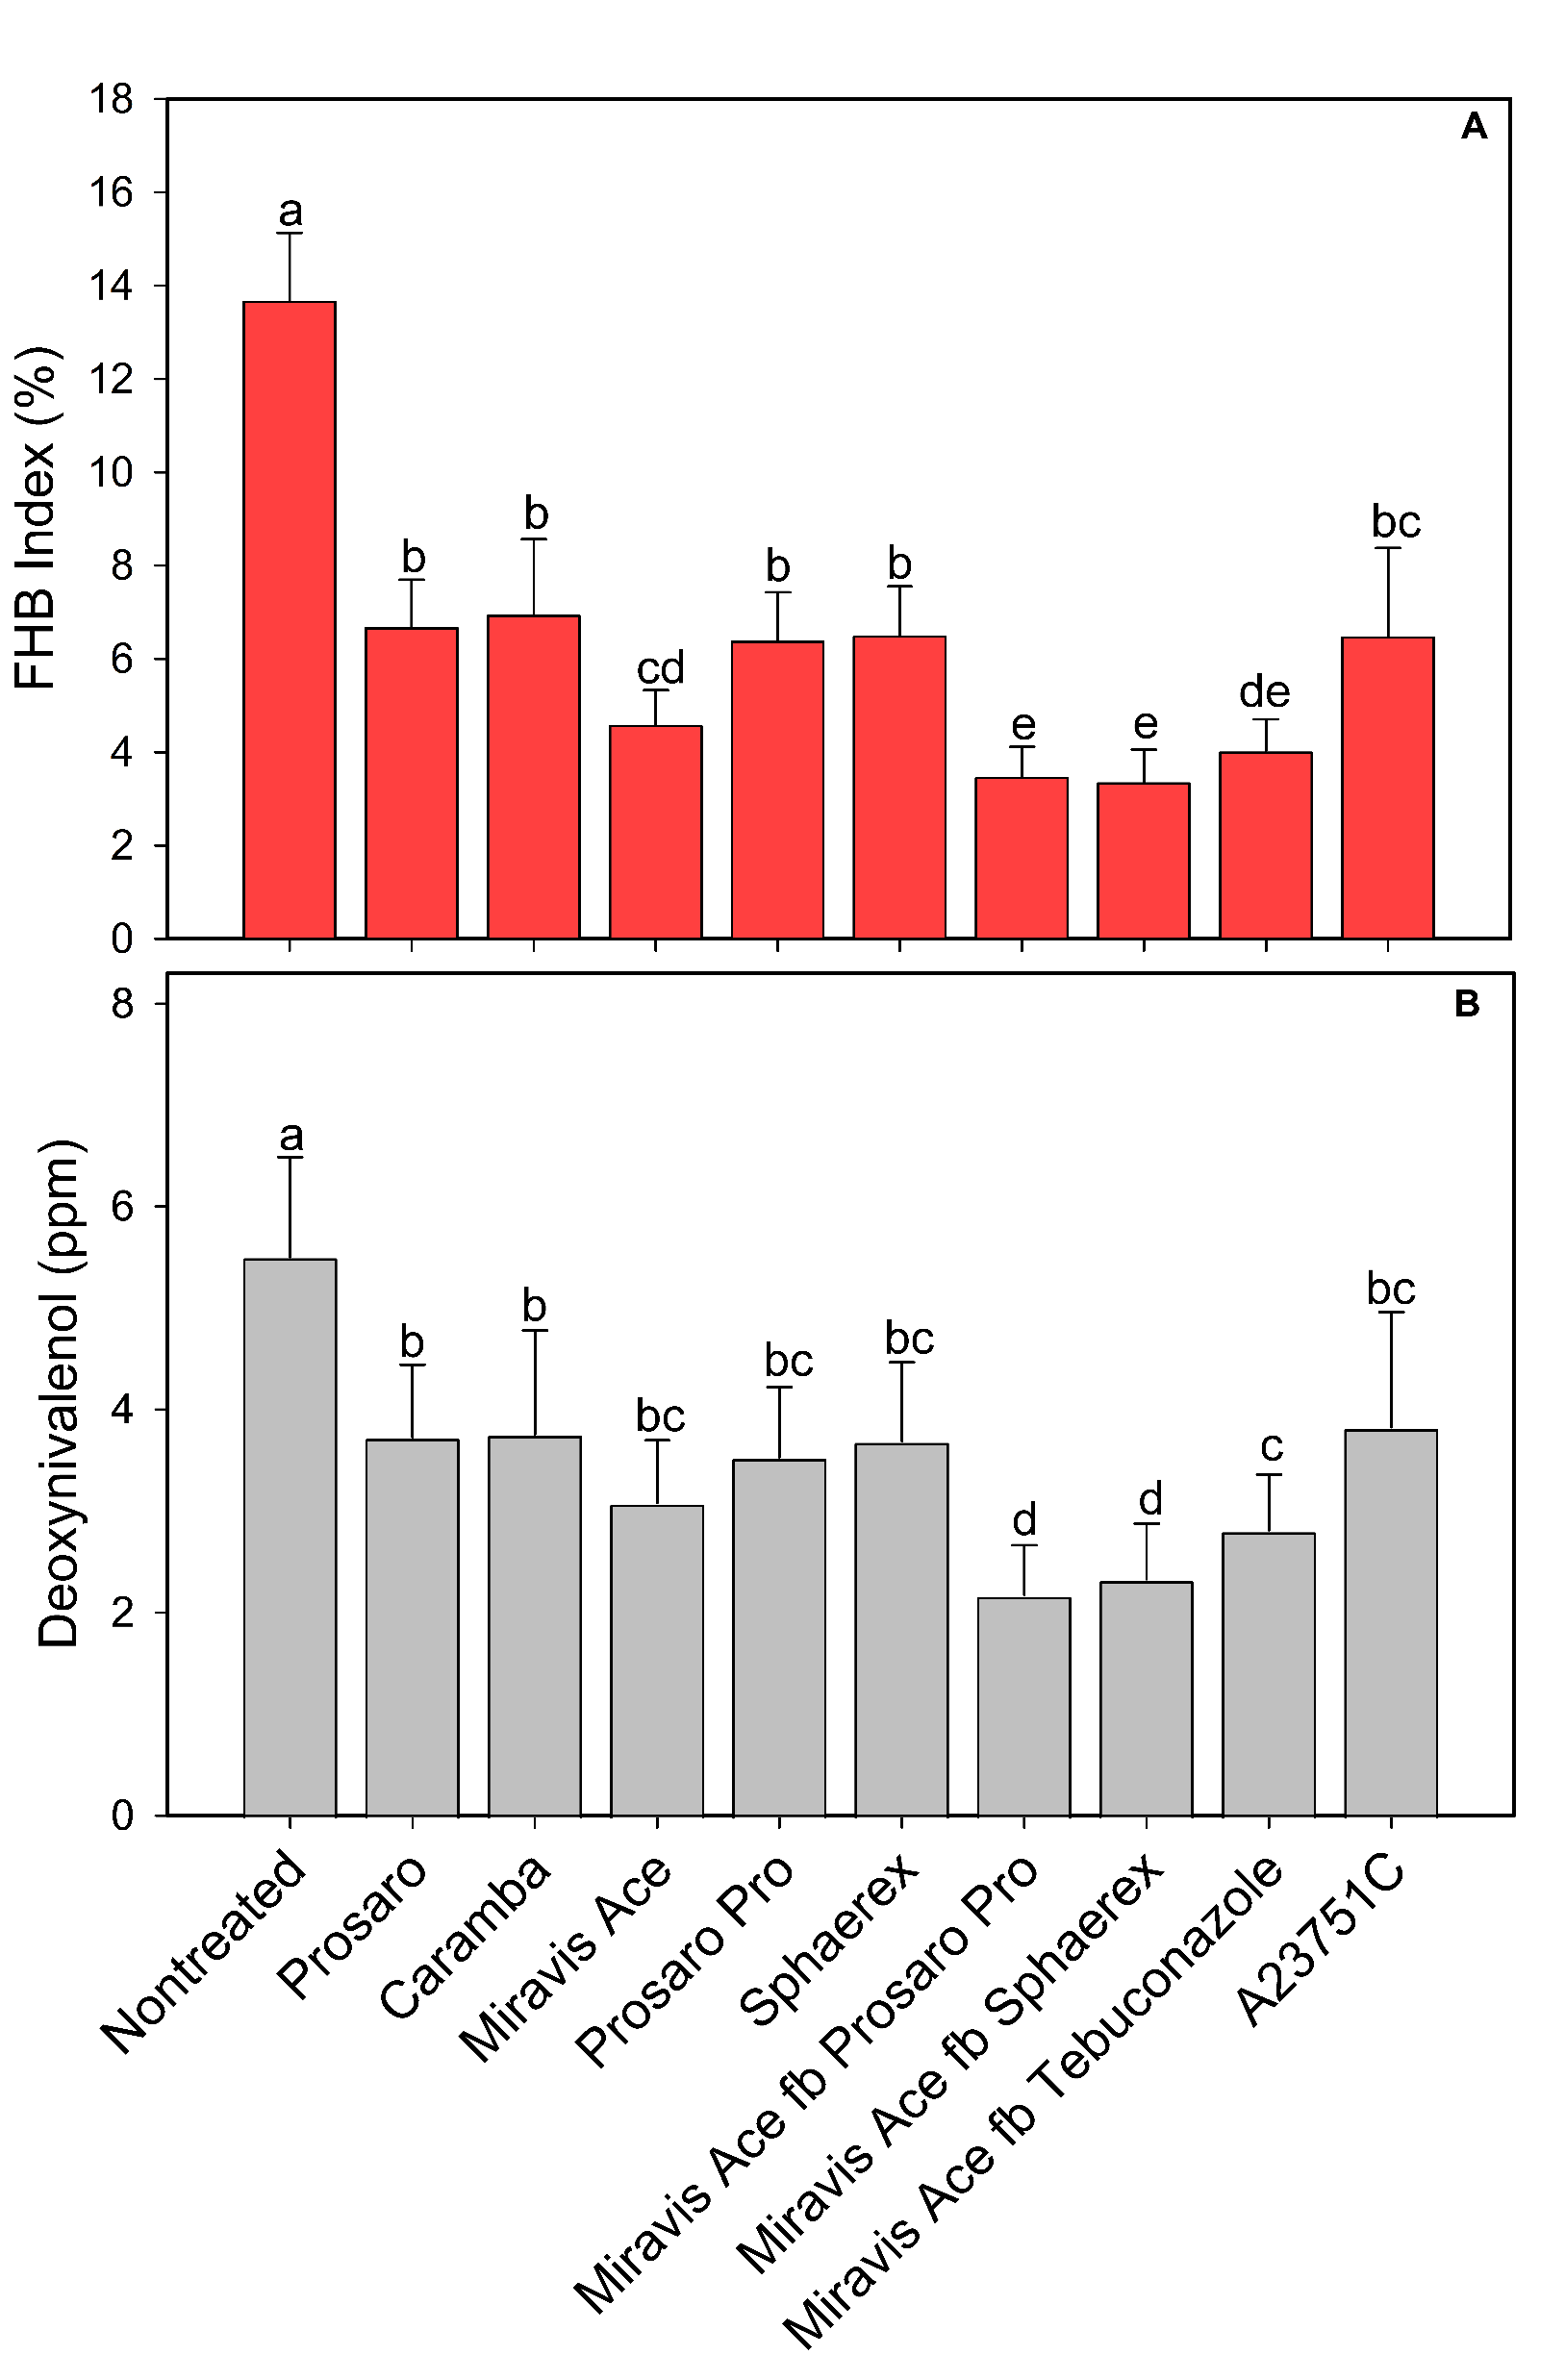 A
FHB Index (%)
18
16
14
12
10
8
6
4
2
0
a
b
b
cd
b
b
e
e
de
bc
B
Deoxynivalenol (ppm)
8
6
4
2
0
a
b
b
bc
bc
bc
d
d
c
bc
Nontreated
Prosaro
Caramba
Miravis Ace
Prosaro Pro
Sphaerex
Miravis Ace fb Prosaro Pro
Miravis Ace fb Sphaerex
Miravis Ace fb Tebuconazole
A23751C